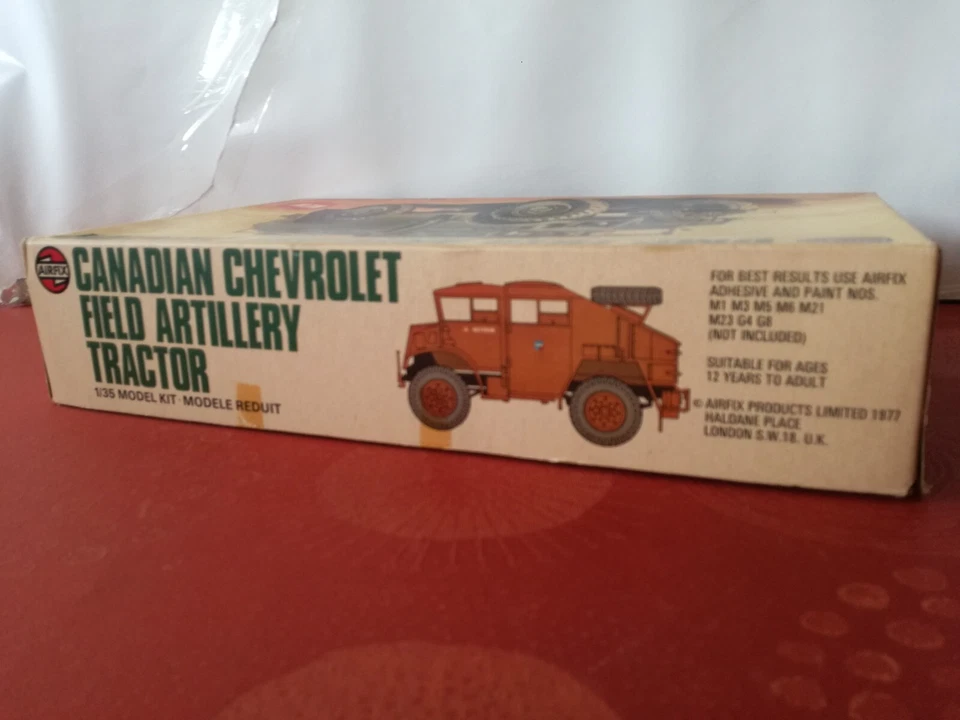 AIRFIX
CANADIAN CHEVROLET
FIELD ARTILLERY
TRACTOR
1/35 MODEL KIT · MODELE REDUIT
FOR BEST RESULTS USE AIRFIX
ADHESIVE AND PAINT NOS.
M1 M3 M5 M6 M21
M23 G4 G8
(NOT INCLUDED)
SUITABLE FOR AGES
12 YEARS TO ADULT
© AIRFIX PRODUCTS LIMITED 1977
HALDANE PLACE
LONDON S.W.18. U.K.